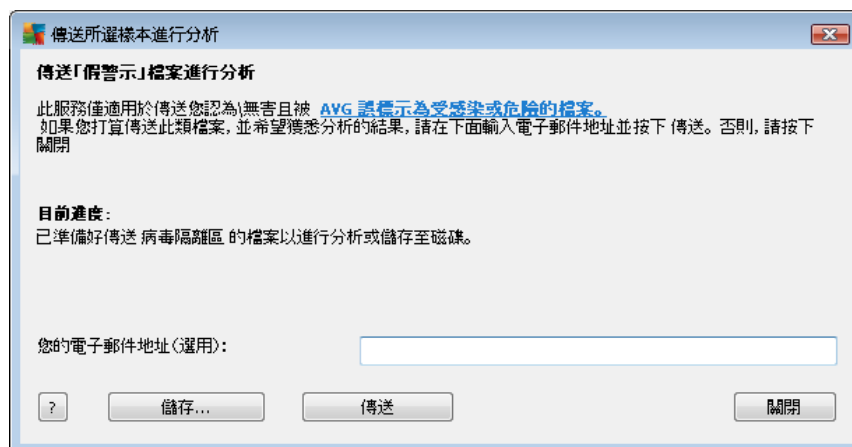 傳送所選樣本進行分析
傳送「假警示」檔案進行分析
此服務僅適用於傳送您認為\無害且被 AVG 誤標示為受感染或危險的檔案。
如果您打算傳送此類檔案, 並希望獲悉分析的結果, 請在下面輸入電子郵件地址並按下 傳送。否則, 請按下
關閉
目前進度:
已準備好傳送 病毒隔離區 的檔案以進行分析或儲存至磁碟。
您的電子郵件地址(選用):
?
儲存...
傳送
關閉